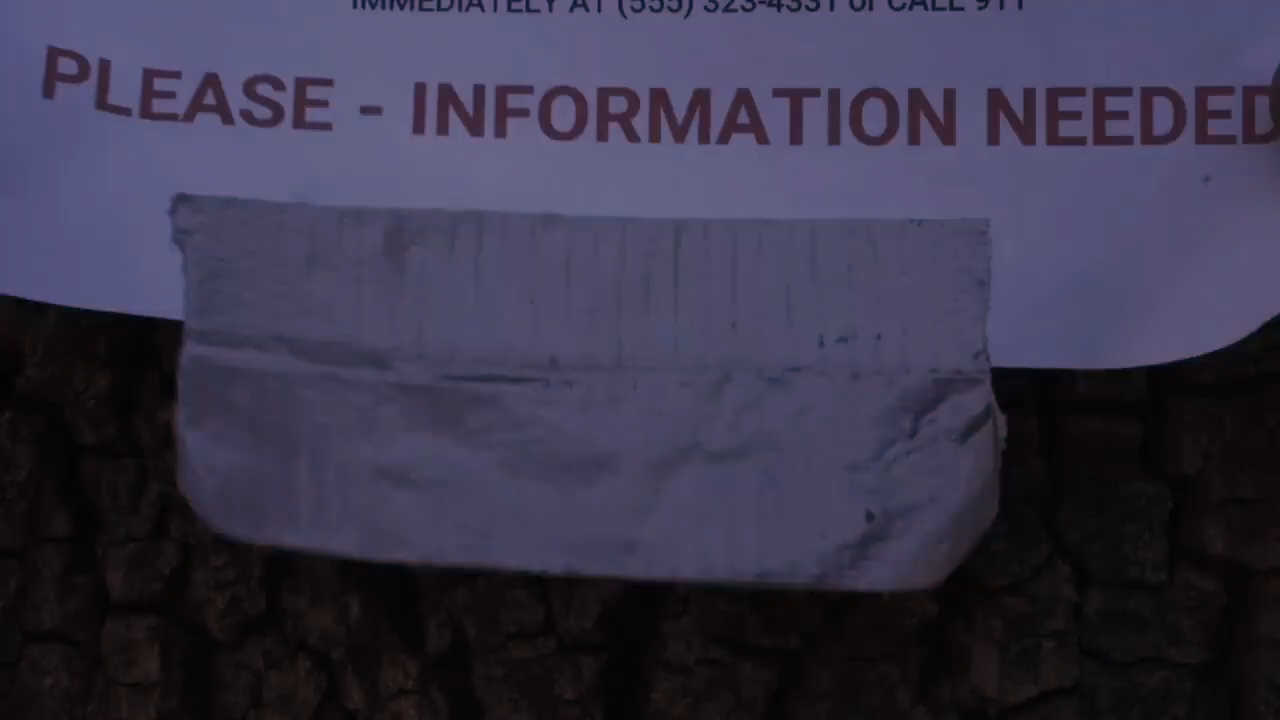 IMMEDIATELY AT (555) 323-4331 or CALL 911
PLEASE - INFORMATION NEEDED